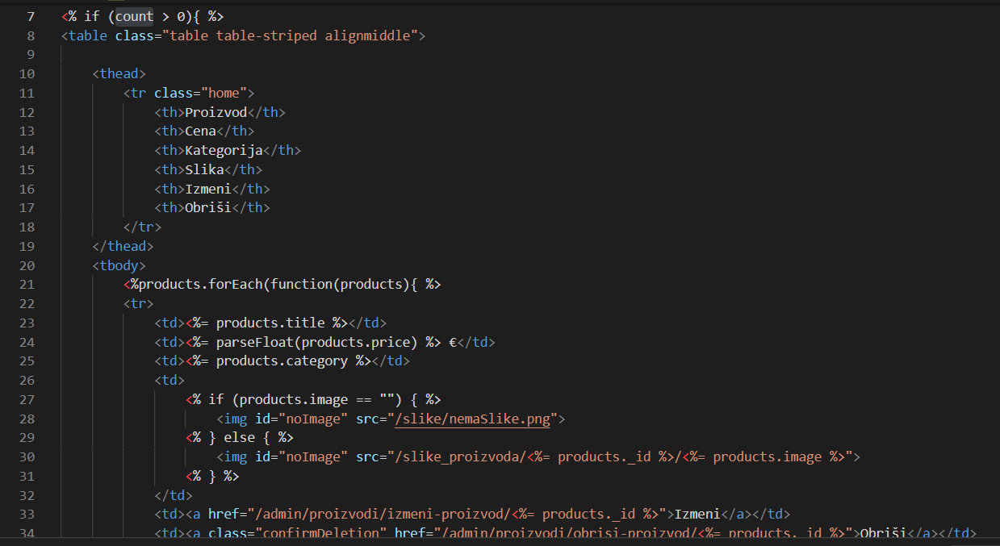 7 <% if (count > 0){ %>
8 <table class="table table-striped alignmiddle">
9
10 <thead>
11 <tr class="home">
12 <th>Proizvod</th>
13 <th>Cena</th>
14 <th>Kategorija</th>
15 <th>Slika</th>
16 <th>Izmeni</th>
17 <th>Obriši</th>
18 </tr>
19 </thead>
20 <tbody>
21 <%products.forEach(function(products){ %>
22 <tr>
23 <td><%= products.title %></td>
24 <td><%= parseFloat(products.price) %> €</td>
25 <td><%= products.category %></td>
26 <td>
27 <% if (products.image == "") { %>
28 <img id="noImage" src="/slike/nemaSlike.png">
29 <% } else { %>
30 <img id="noImage" src="/slike_proizvoda/<%= products._id %>/<%= products.image %>">
31 <% } %>
32 </td>
33 <td><a href="/admin/proizvodi/izmeni-proizvod/<%= products._id %>">Izmeni</a></td>
34 <td><a class="confirmDeletion" href="/admin/proizvodi/obrisi-proizvod/<%= products._id %>">Obriši</a></td>